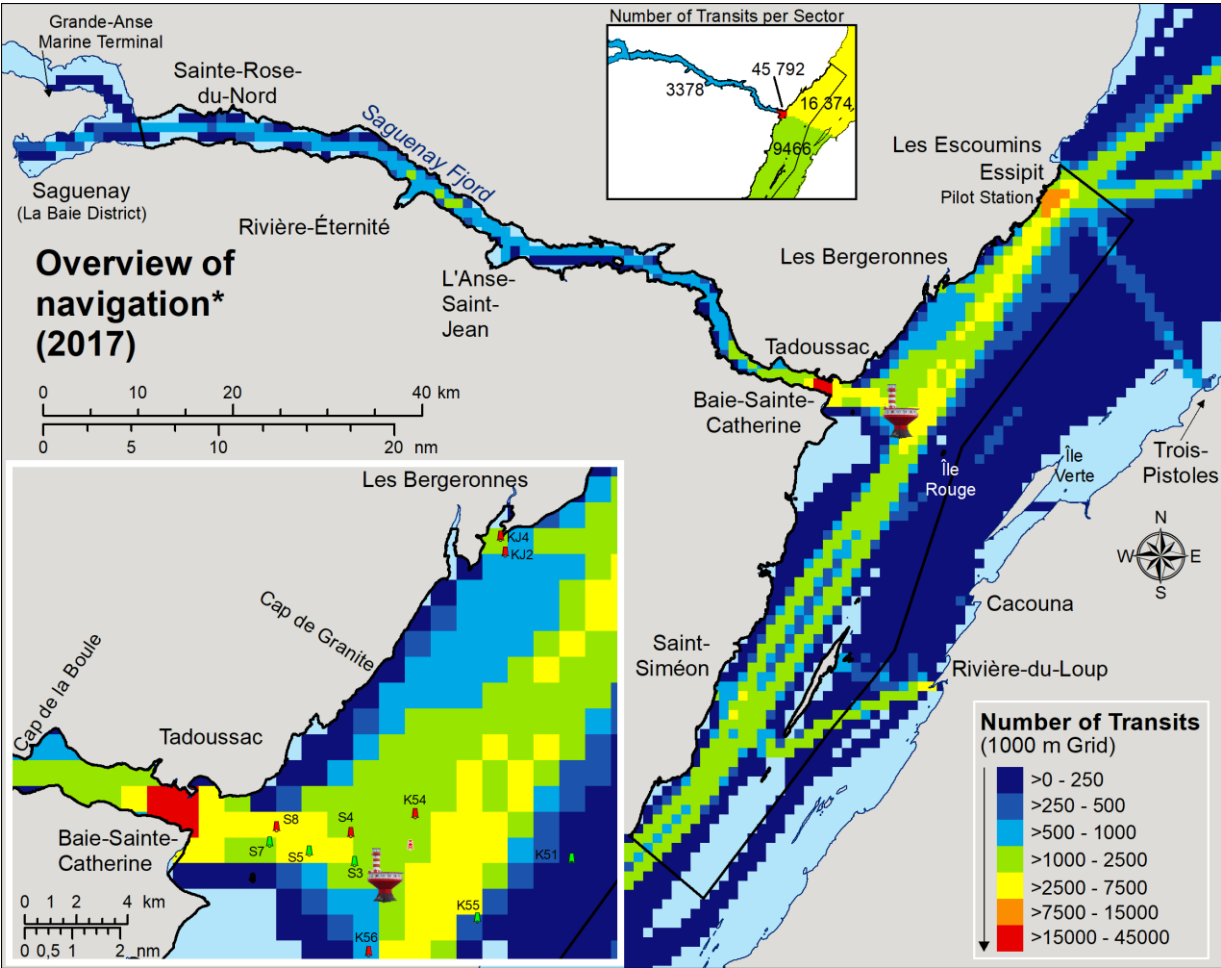 Grande-Anse
Marine Terminal
Sainte-Rose-
du-Nord
Saguenay Fjord
Saguenay
(La Baie District)
Rivière-Éternité
L'Anse-
Saint-
Jean
Number of Transits per Sector
3378
45 792
16 374
9466
Les Escoumins
Essipit
Pilot Station
Les Bergeronnes
Tadoussac
Baie-Sainte-
Catherine
Île
Rouge
Île
Verte
Trois-
Pistoles
N
W
E
S
Cacouna
Saint-
Siméon
Rivière-du-Loup
Overview of
navigation*
(2017)
0 10 20 40 km
0 5 10 20 nm
Les Bergeronnes
KJ4
KJ2
Cap de Granite
Cap de la Boule
Tadoussac
Baie-Sainte-
Catherine
S8
S7
S5
S4
S3
K54
K51
K55
K56
0 1 2 4 km
0 0,5 1 2 nm
Number of Transits
(1000 m Grid)
>0 - 250
>250 - 500
>500 - 1000
>1000 - 2500
>2500 - 7500
>7500 - 15000
>15000 - 45000